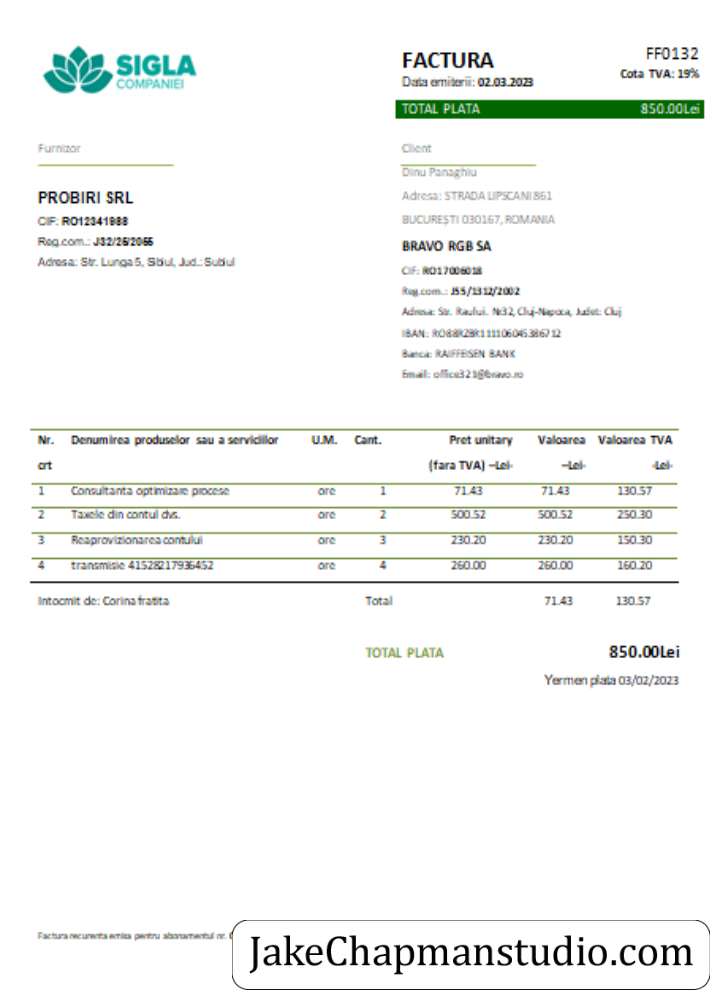 SIGLA
COMPANIEI
FACTURA
FF0132
Data emiterii: 02.03.2023
Cota TVA: 19%
TOTAL PLATA 850.00Lei
Furnizor
Client
Dinu Panaghiu
PROBIRI SRL
Adresa: STRADA LIPSCANI 861
CIF: RO12341988
BUCUREȘTI 030167, ROMANIA
Reg.com.: J32/26/2055
BRAVO RGB SA
Adresa: Str. Lunga 5, Sibiul, Jud.: Subiul
CIF: RO17006018
Reg.com..: J55/1312/2002
Adresa: Str. Raului. Nr32, Cluj-Napoca, Judet: Cluj
IBAN: RO88RZBR111106045386712
Banca: RAIFFEISEN BANK
Email: office321@bravo.ro
Nr. Denumirea produselor sau a serviciilor U.M. Cant. Pret unitary Valoarea Valoarea TVA
crt (fara TVA) –Lei- –Lei- -Lei-
1 Consultanta optimizare procese ore 1 71.43 71.43 130.57
2 Taxele din contul dvs. ore 2 500.52 500.52 250.30
3 Reaprovizionarea contului ore 3 230.20 230.20 150.30
4 transmisie 41528217936452 ore 4 260.00 260.00 160.20
Intocmit de: Corina fratita Total 71.43 130.57
TOTAL PLATA 850.00Lei
Yermen plata 03/02/2023
Factura recurenta emisa pentru abonamentul nr.
JakeChapmanstudio.com